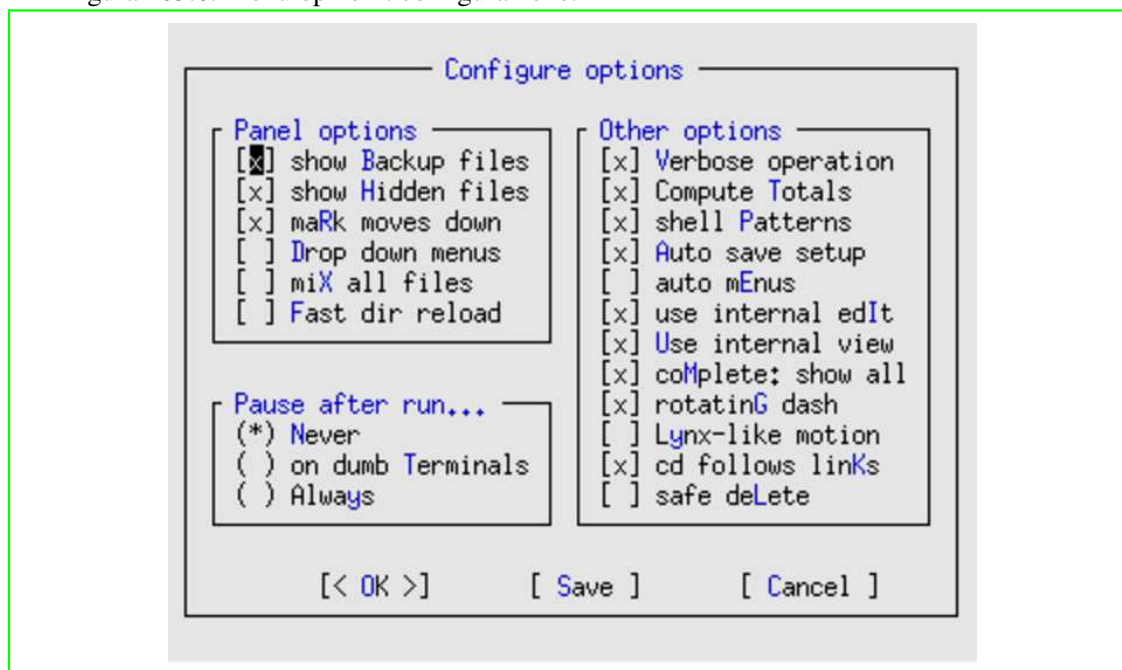 Configure options
Panel options
[x] show Backup files
[x] show Hidden files
[x] maRk moves down
[ ] Drop down menus
[ ] miX all files
[ ] Fast dir reload
Pause after run...
(*) Never
( ) on dumb Terminals
( ) Always
Other options
[x] Verbose operation
[x] Compute Totals
[x] shell Patterns
[x] Auto save setup
[ ] auto mEnus
[x] use internal edIt
[x] Use internal view
[x] coMplete: show all
[x] rotatinG dash
[ ] Lynx-like motion
[x] cd follows linKs
[ ] safe deLete
[< OK >] [ Save ] [ Cancel ]